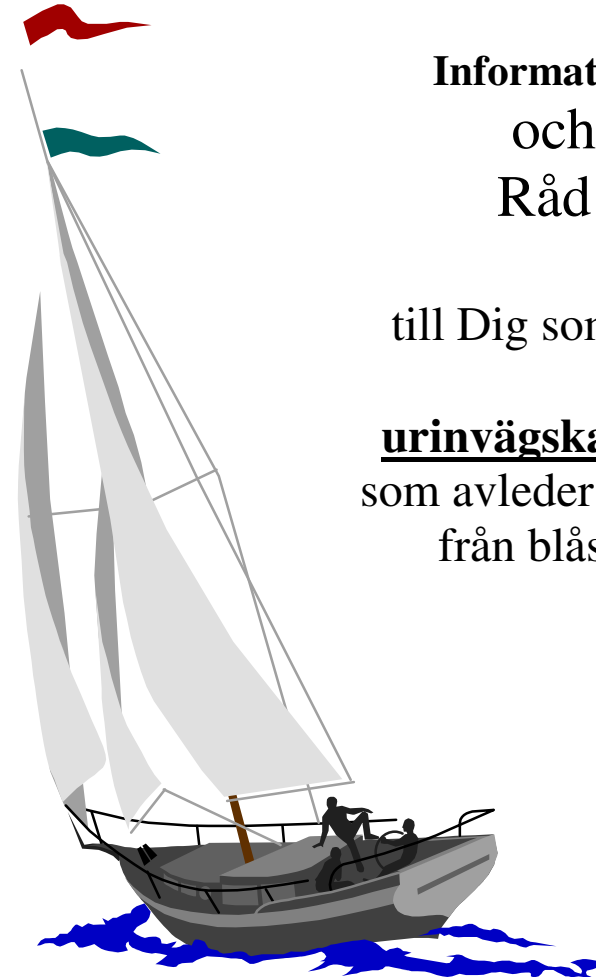 Informat
och
Råd
till Dig som
urinvägska
som avleder
från blås